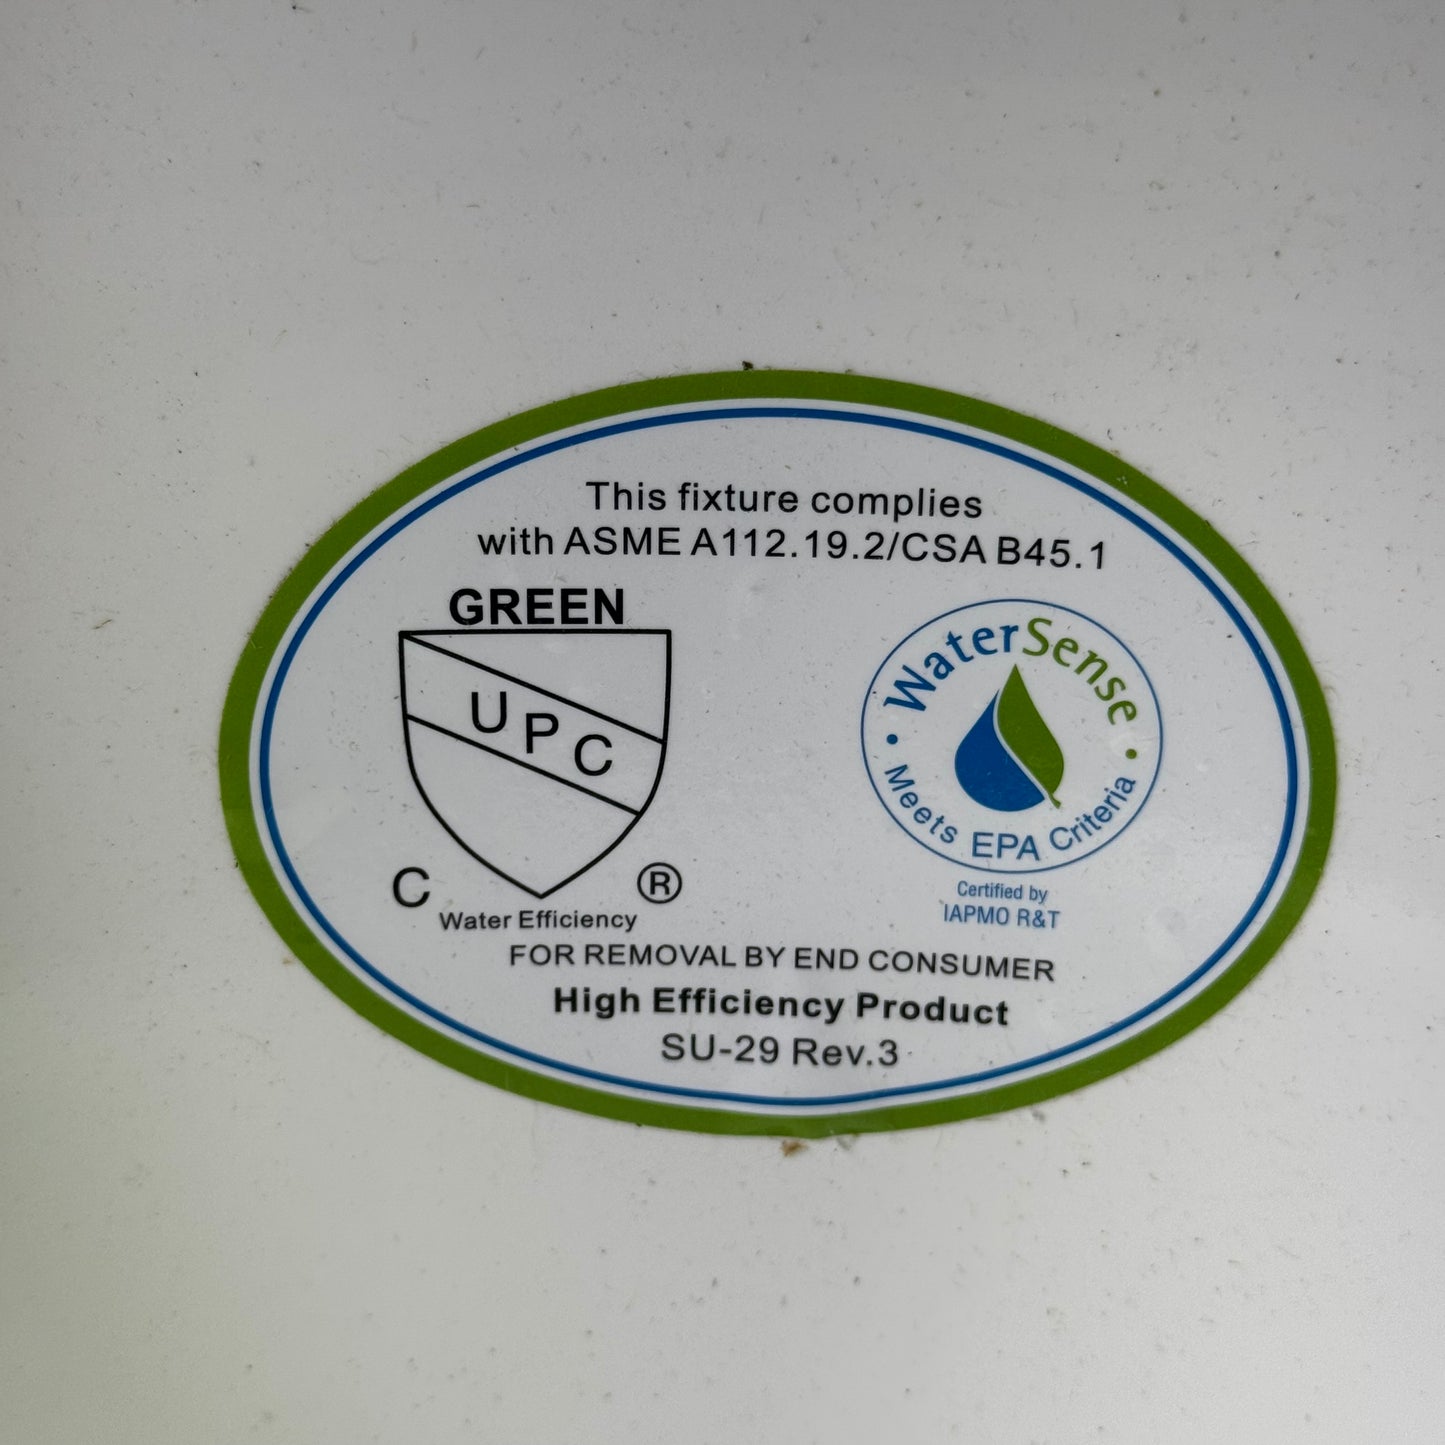 This fixture complies
with ASME A112.19.2/CSA B45.1
GREEN
UPC
C
®
Water Efficiency
WaterSense
Meets EPA Criteria
Certified by
IAPMO R&T
FOR REMOVAL BY END CONSUMER
High Efficiency Product
SU-29 Rev.3